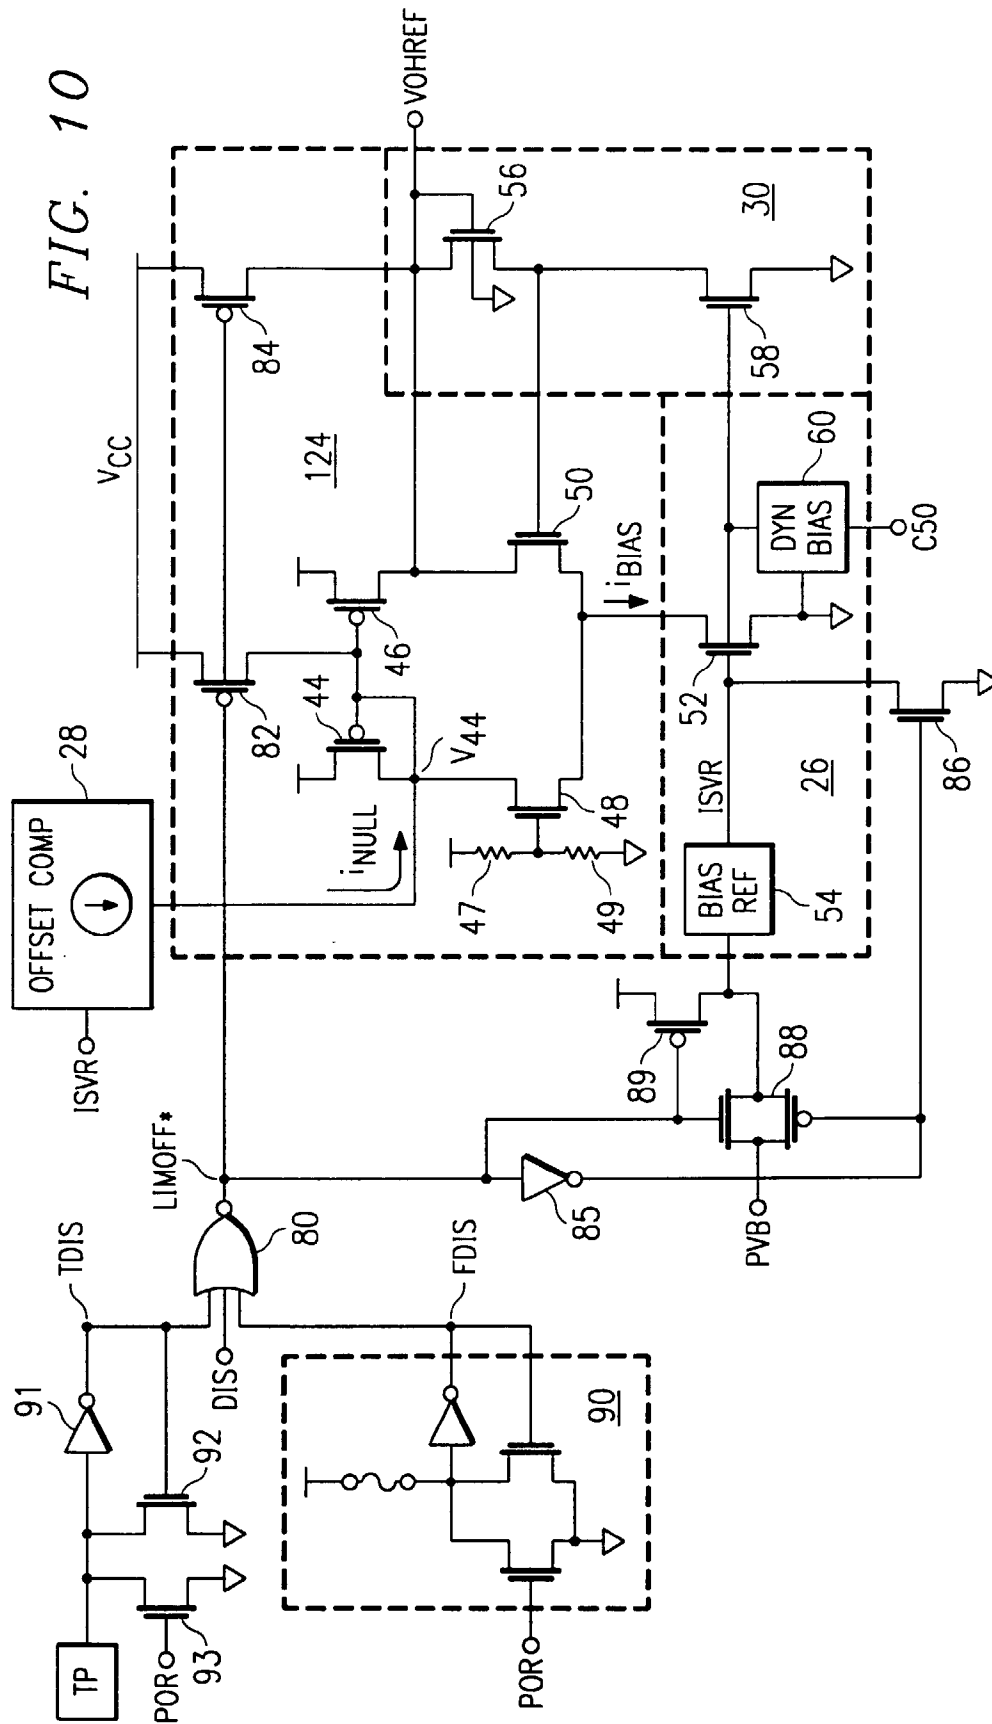 FIG. 10
VCC
VOHREF
84
56
30
58
124
82
44
46
V44
iNULL
47
48
49
50
iBIAS
60
DYN
BIAS
C50
52
ISVR
26
86
BIAS
REF
54
28
OFFSET COMP
ISVR
LIMOFF*
89
88
85
PVB
TDIS
80
DIS
FDIS
91
92
93
TP
POR
90
POR